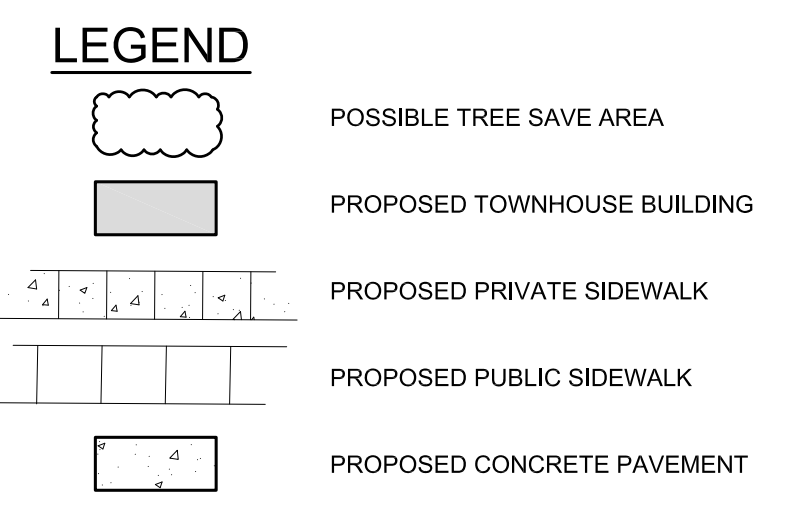 LEGEND
POSSIBLE TREE SAVE AREA
PROPOSED TOWNHOUSE BUILDING
PROPOSED PRIVATE SIDEWALK
PROPOSED PUBLIC SIDEWALK
PROPOSED CONCRETE PAVEMENT